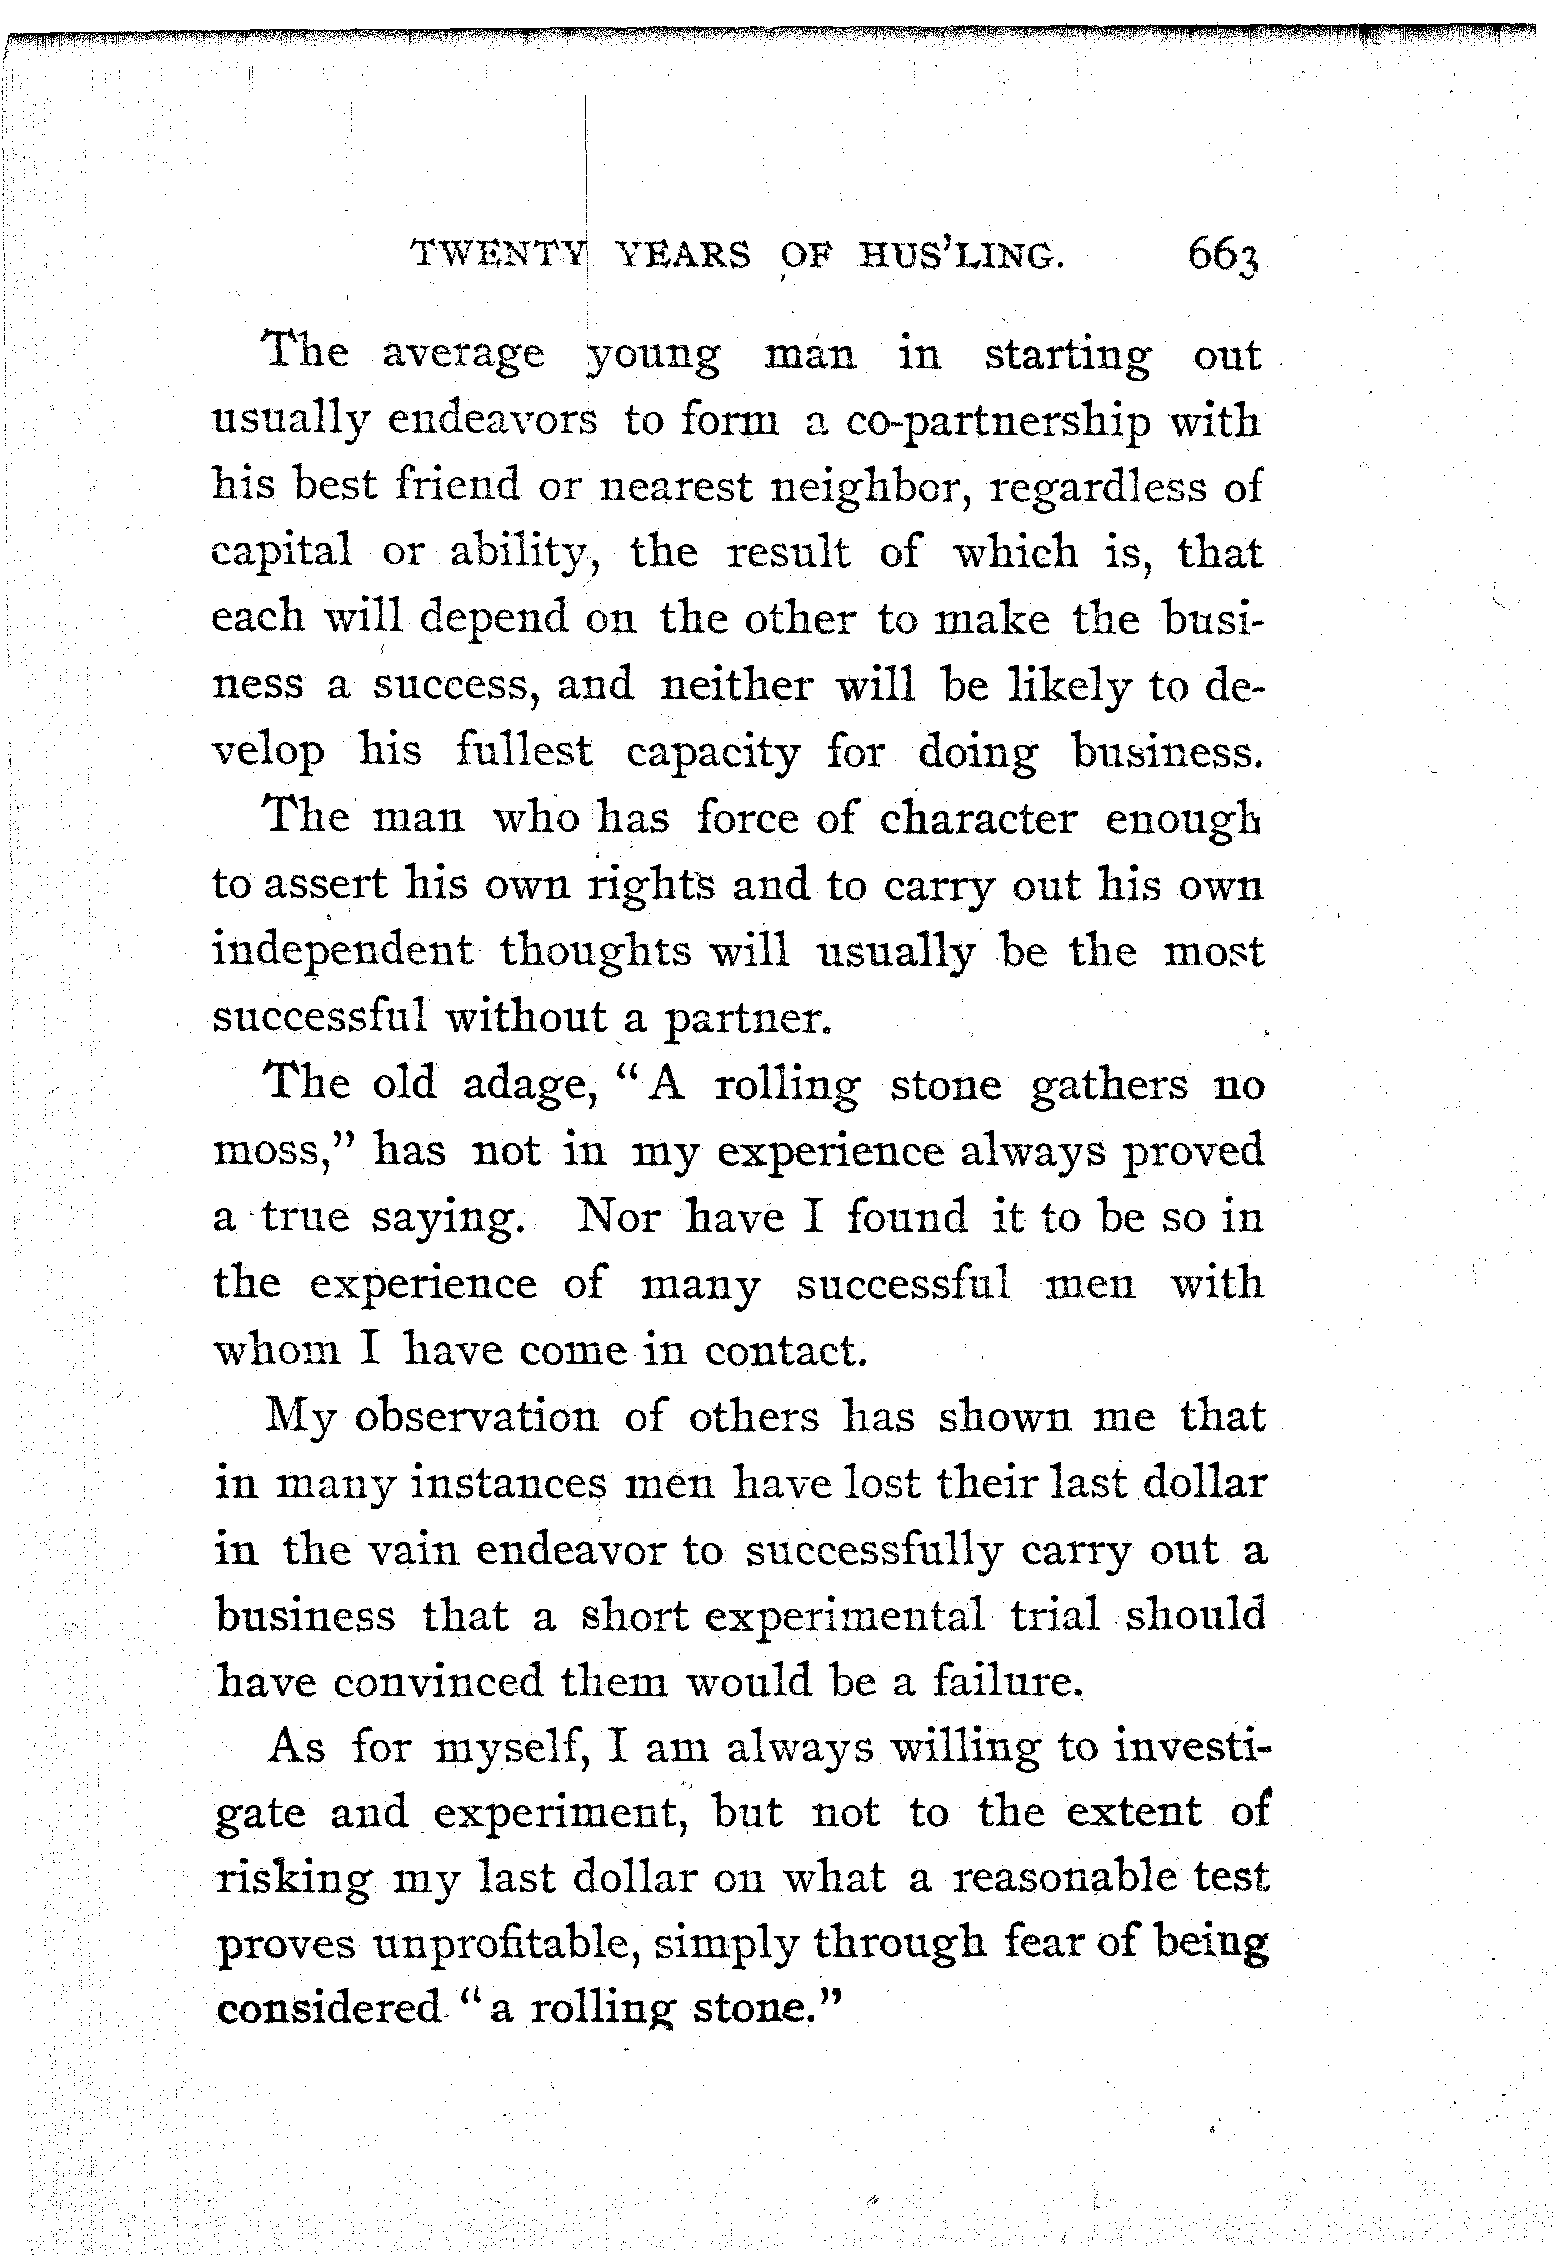 TWENTY YEARS OF HUS'LING. 663
The average young man in starting out
usually endeavors to form a co-partnership with
his best friend or nearest neighbor, regardless of
capital or ability, the result of which is, that
each will depend on the other to make the busi-
ness a success, and neither will be likely to de-
velop his fullest capacity for doing business.
The man who has force of character enough
to assert his own rights and to carry out his own
independent thoughts will usually be the most
successful without a partner.
The old adage, "A rolling stone gathers no
moss," has not in my experience always proved
a true saying. Nor have I found it to be so in
the experience of many successful men with
whom I have come in contact.
My observation of others has shown me that
in many instances men have lost their last dollar
in the vain endeavor to successfully carry out a
business that a short experimental trial should
have convinced them would be a failure.
As for myself, I am always willing to investi-
gate and experiment, but not to the extent of
risking my last dollar on what a reasonable test
proves unprofitable, simply through fear of being
considered "a rolling stone."